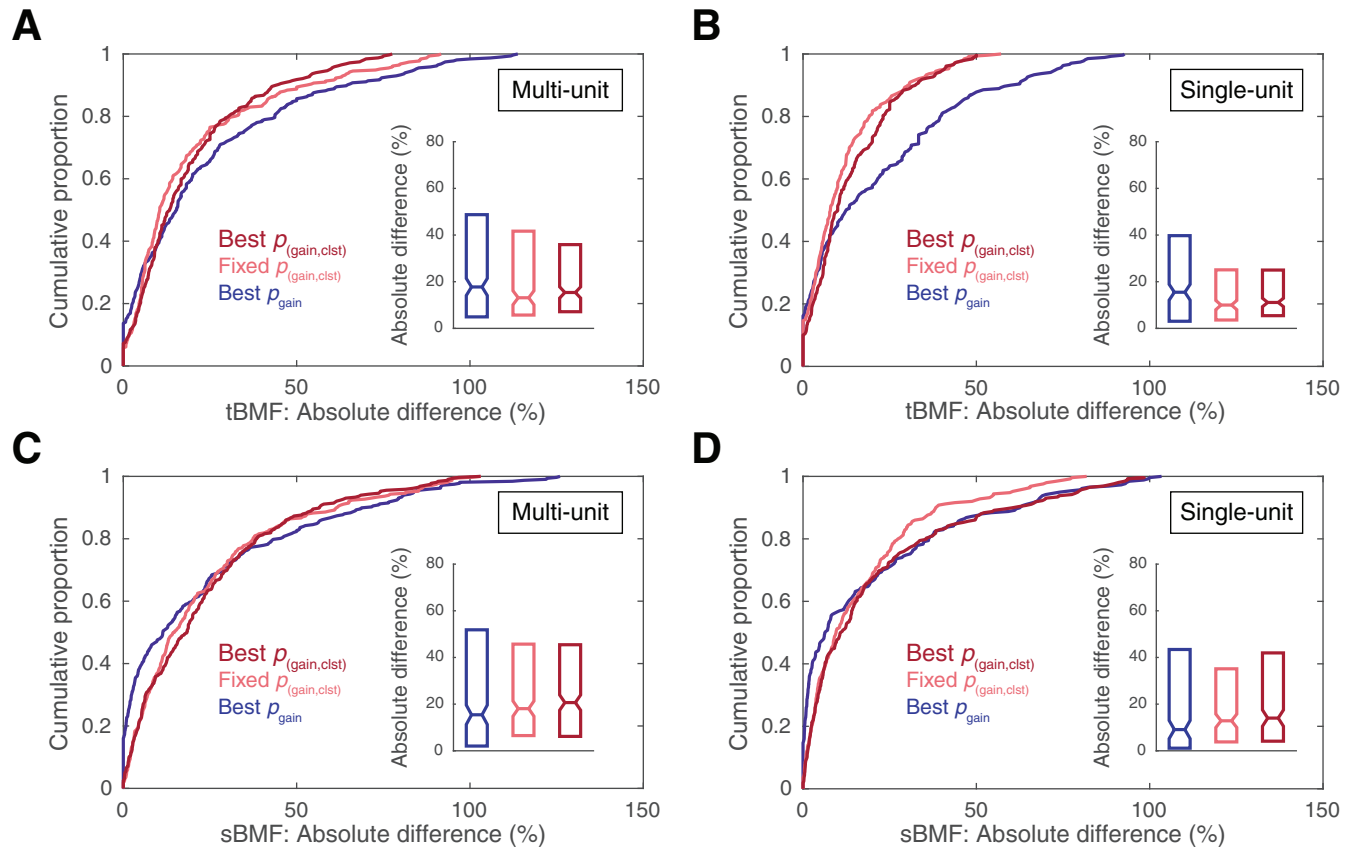 A
Cumulative proportion
1
0.8
0.6
0.4
0.2
0
0 50 100 150
tBMF: Absolute difference (%)
Multi-unit
Best p(gain,clst)
Fixed p(gain,clst)
Best pgain
Absolute difference (%)
80
60
40
20
0
B
Cumulative proportion
1
0.8
0.6
0.4
0.2
0
0 50 100 150
tBMF: Absolute difference (%)
Single-unit
Best p(gain,clst)
Fixed p(gain,clst)
Best pgain
Absolute difference (%)
80
60
40
20
0
C
Cumulative proportion
1
0.8
0.6
0.4
0.2
0
0 50 100 150
sBMF: Absolute difference (%)
Multi-unit
Best p(gain,clst)
Fixed p(gain,clst)
Best pgain
Absolute difference (%)
80
60
40
20
0
D
Cumulative proportion
1
0.8
0.6
0.4
0.2
0
0 50 100 150
sBMF: Absolute difference (%)
Single-unit
Best p(gain,clst)
Fixed p(gain,clst)
Best pgain
Absolute difference (%)
80
60
40
20
0